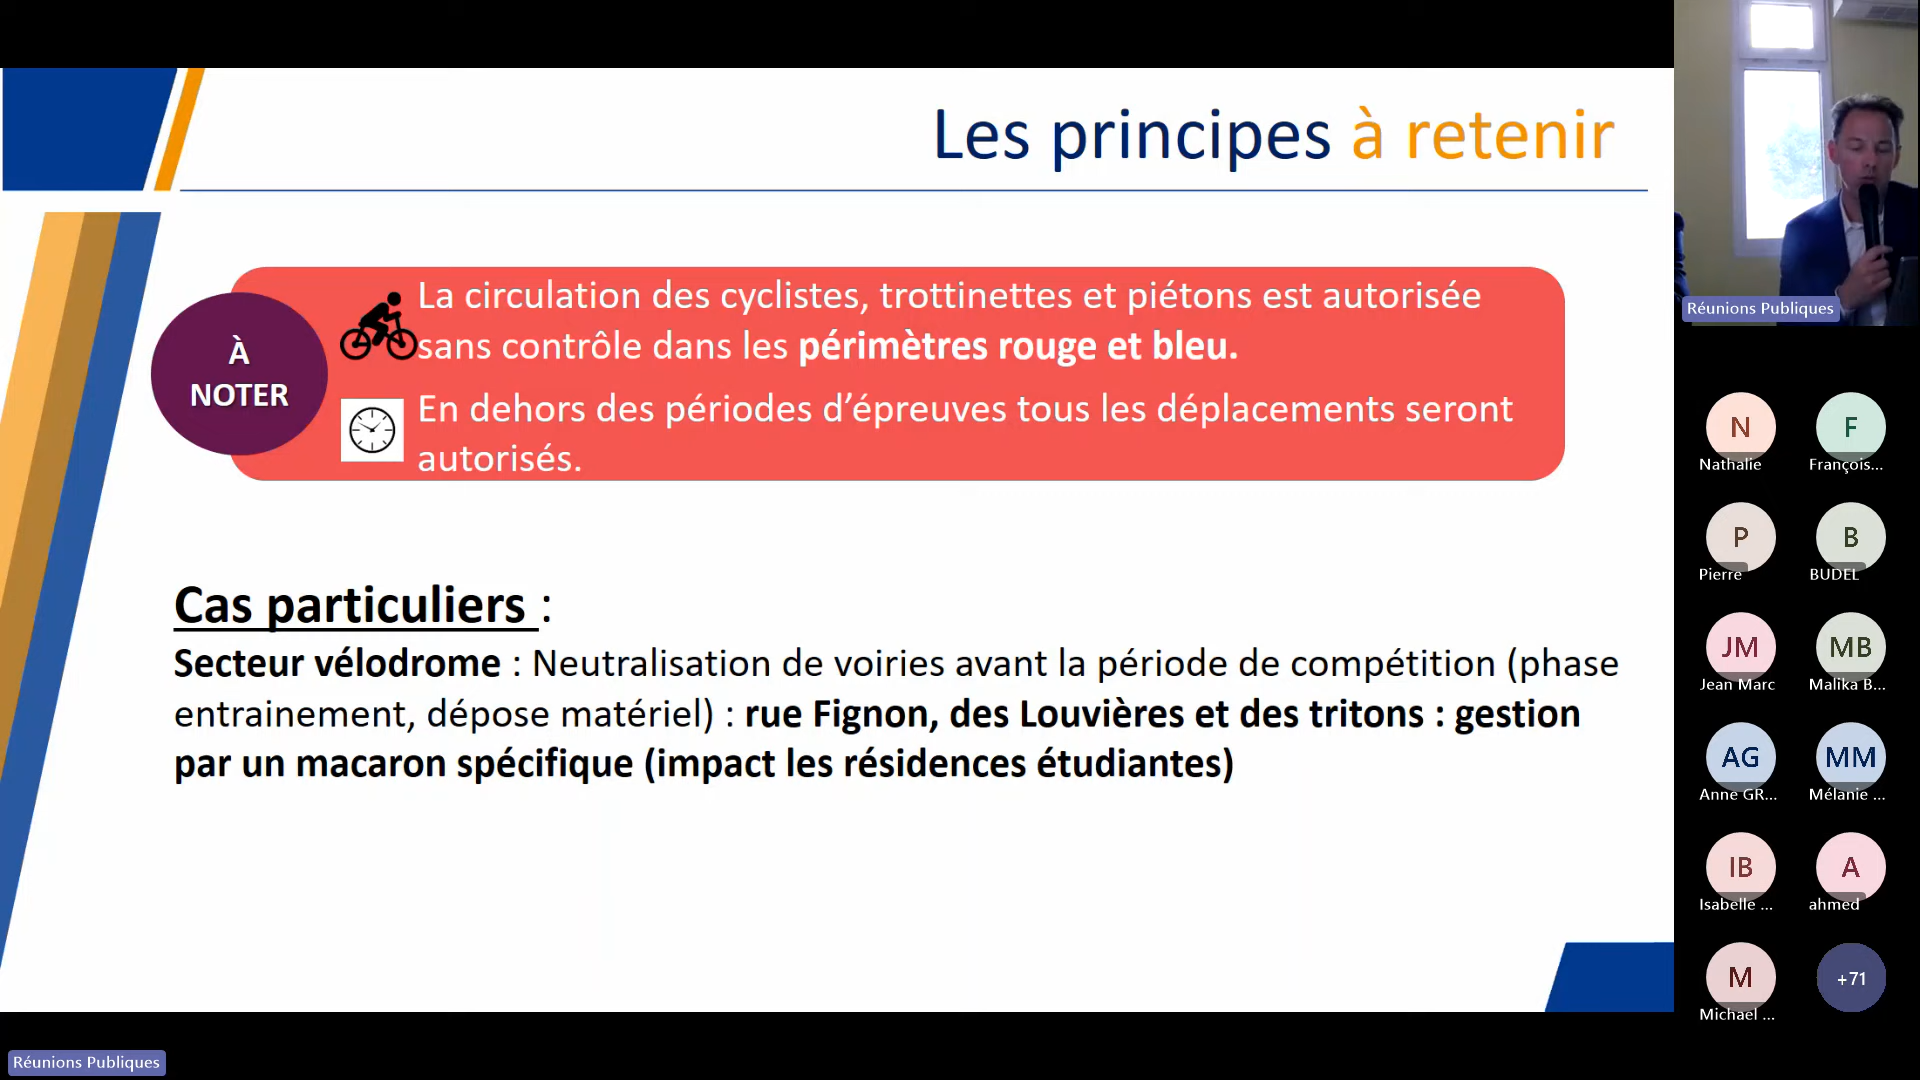 Les principes à retenir
À
NOTER
La circulation des cyclistes, trottinettes et piétons est autorisée
sans contrôle dans les périmètres rouge et bleu.
En dehors des périodes d’épreuves tous les déplacements seront
autorisés.
Cas particuliers :
Secteur vélodrome : Neutralisation de voiries avant la période de compétition (phase
entrainement, dépose matériel) : rue Fignon, des Louvières et des tritons : gestion
par un macaron spécifique (impact les résidences étudiantes)
Réunions Publiques
N
Nathalie
F
François...
P
Pierre
B
BUDEL
JM
Jean Marc
MB
Malika B...
AG
Anne GR...
MM
Mélanie ...
IB
Isabelle ...
A
ahmed
M
Michael ...
+71
Réunions Publiques